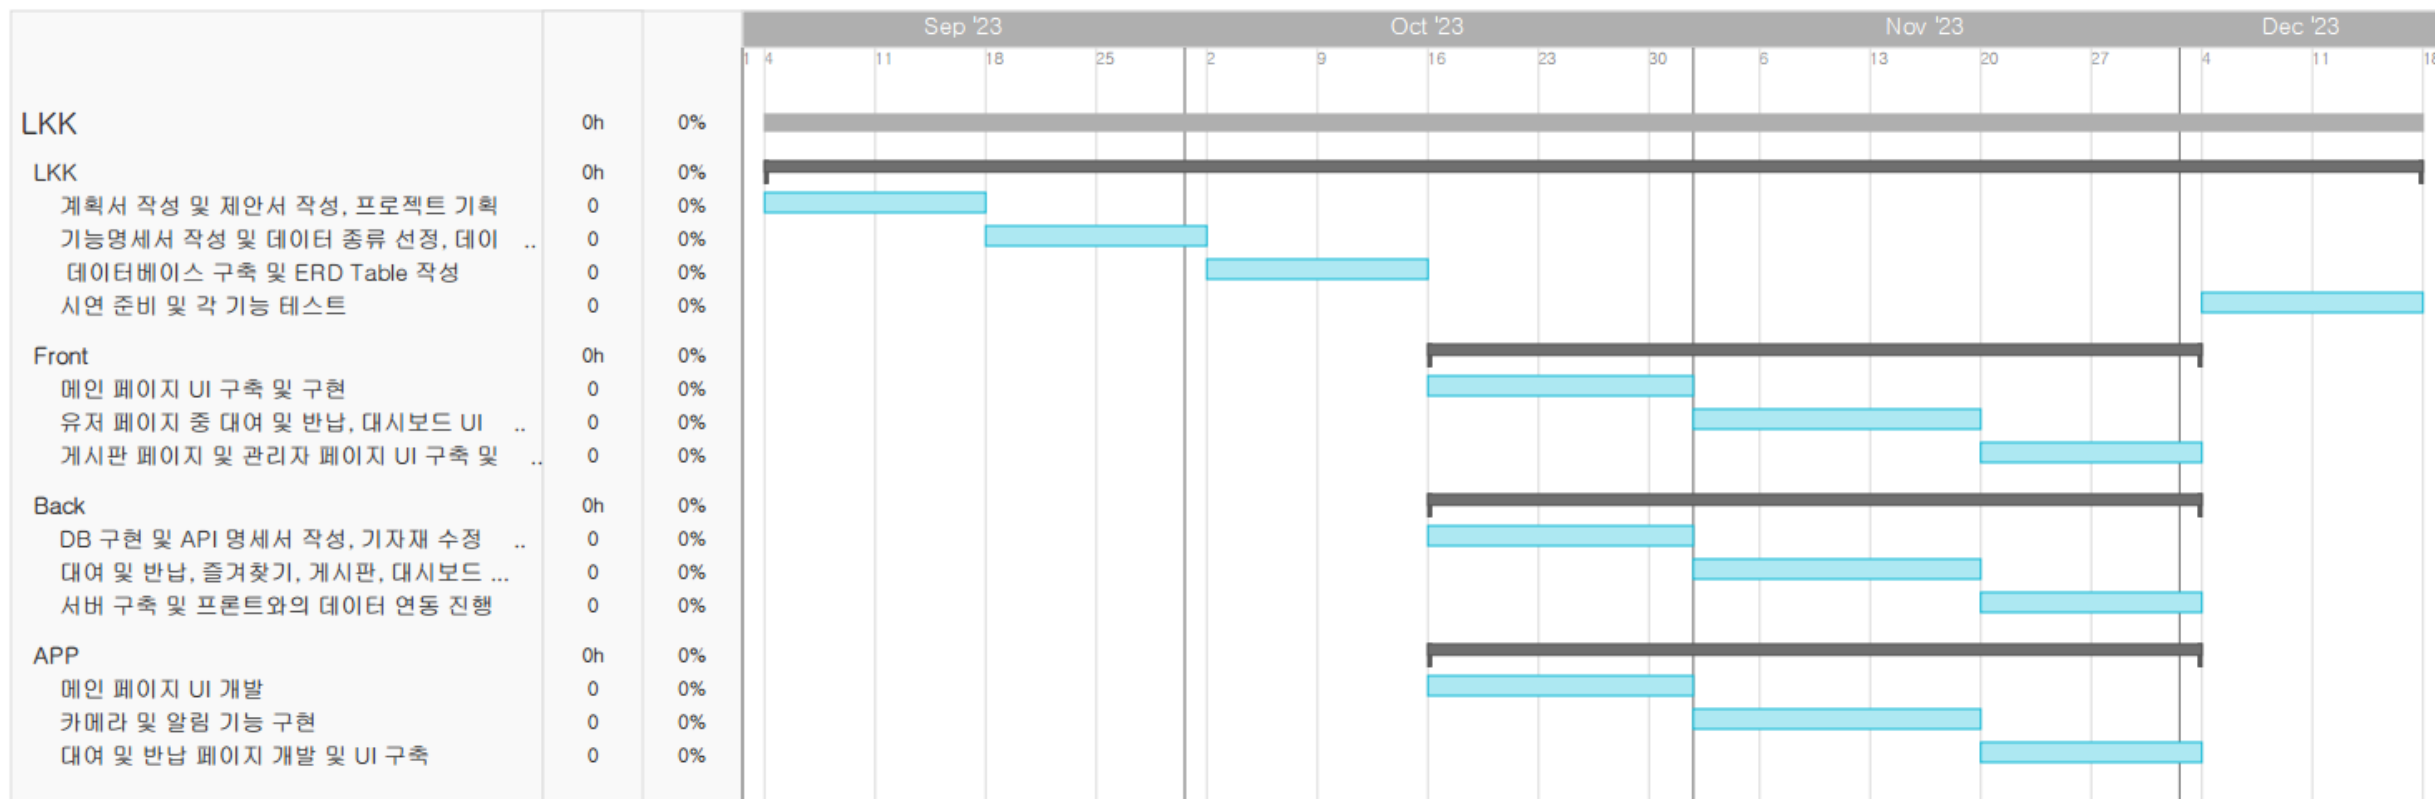 Sep '23 Oct '23 Nov '23 Dec '23
1 4 11 18 25 2 9 16 23 30 6 13 20 27 4 11 18
LKK 0h 0%
LKK 0h 0%
계획서 작성 및 제안서 작성, 프로젝트 기획 0 0%
기능명세서 작성 및 데이터 종류 선정, 데이 .. 0 0%
데이터베이스 구축 및 ERD Table 작성 0 0%
시연 준비 및 각 기능 테스트 0 0%
Front 0h 0%
메인 페이지 UI 구축 및 구현 0 0%
유저 페이지 중 대여 및 반납, 대시보드 UI .. 0 0%
게시판 페이지 및 관리자 페이지 UI 구축 및 .. 0 0%
Back 0h 0%
DB 구현 및 API 명세서 작성, 기자재 수정 .. 0 0%
대여 및 반납, 즐겨찾기, 게시판, 대시보드 ... 0 0%
서버 구축 및 프론트와의 데이터 연동 진행 0 0%
APP 0h 0%
메인 페이지 UI 개발 0 0%
카메라 및 알림 기능 구현 0 0%
대여 및 반납 페이지 개발 및 UI 구축 0 0%